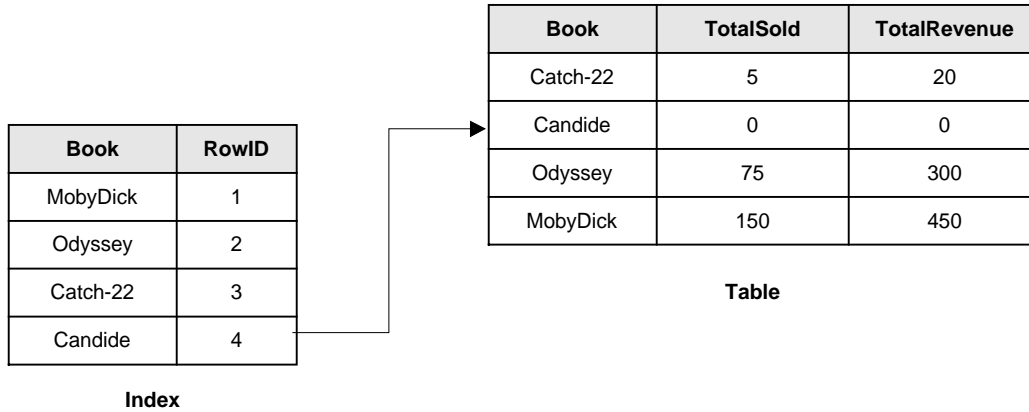 Book TotalSold TotalRevenue
Catch-22 5 20
Candide 0 0
Odyssey 75 300
MobyDick 150 450
Table
Book RowID
MobyDick 1
Odyssey 2
Catch-22 3
Candide 4
Index